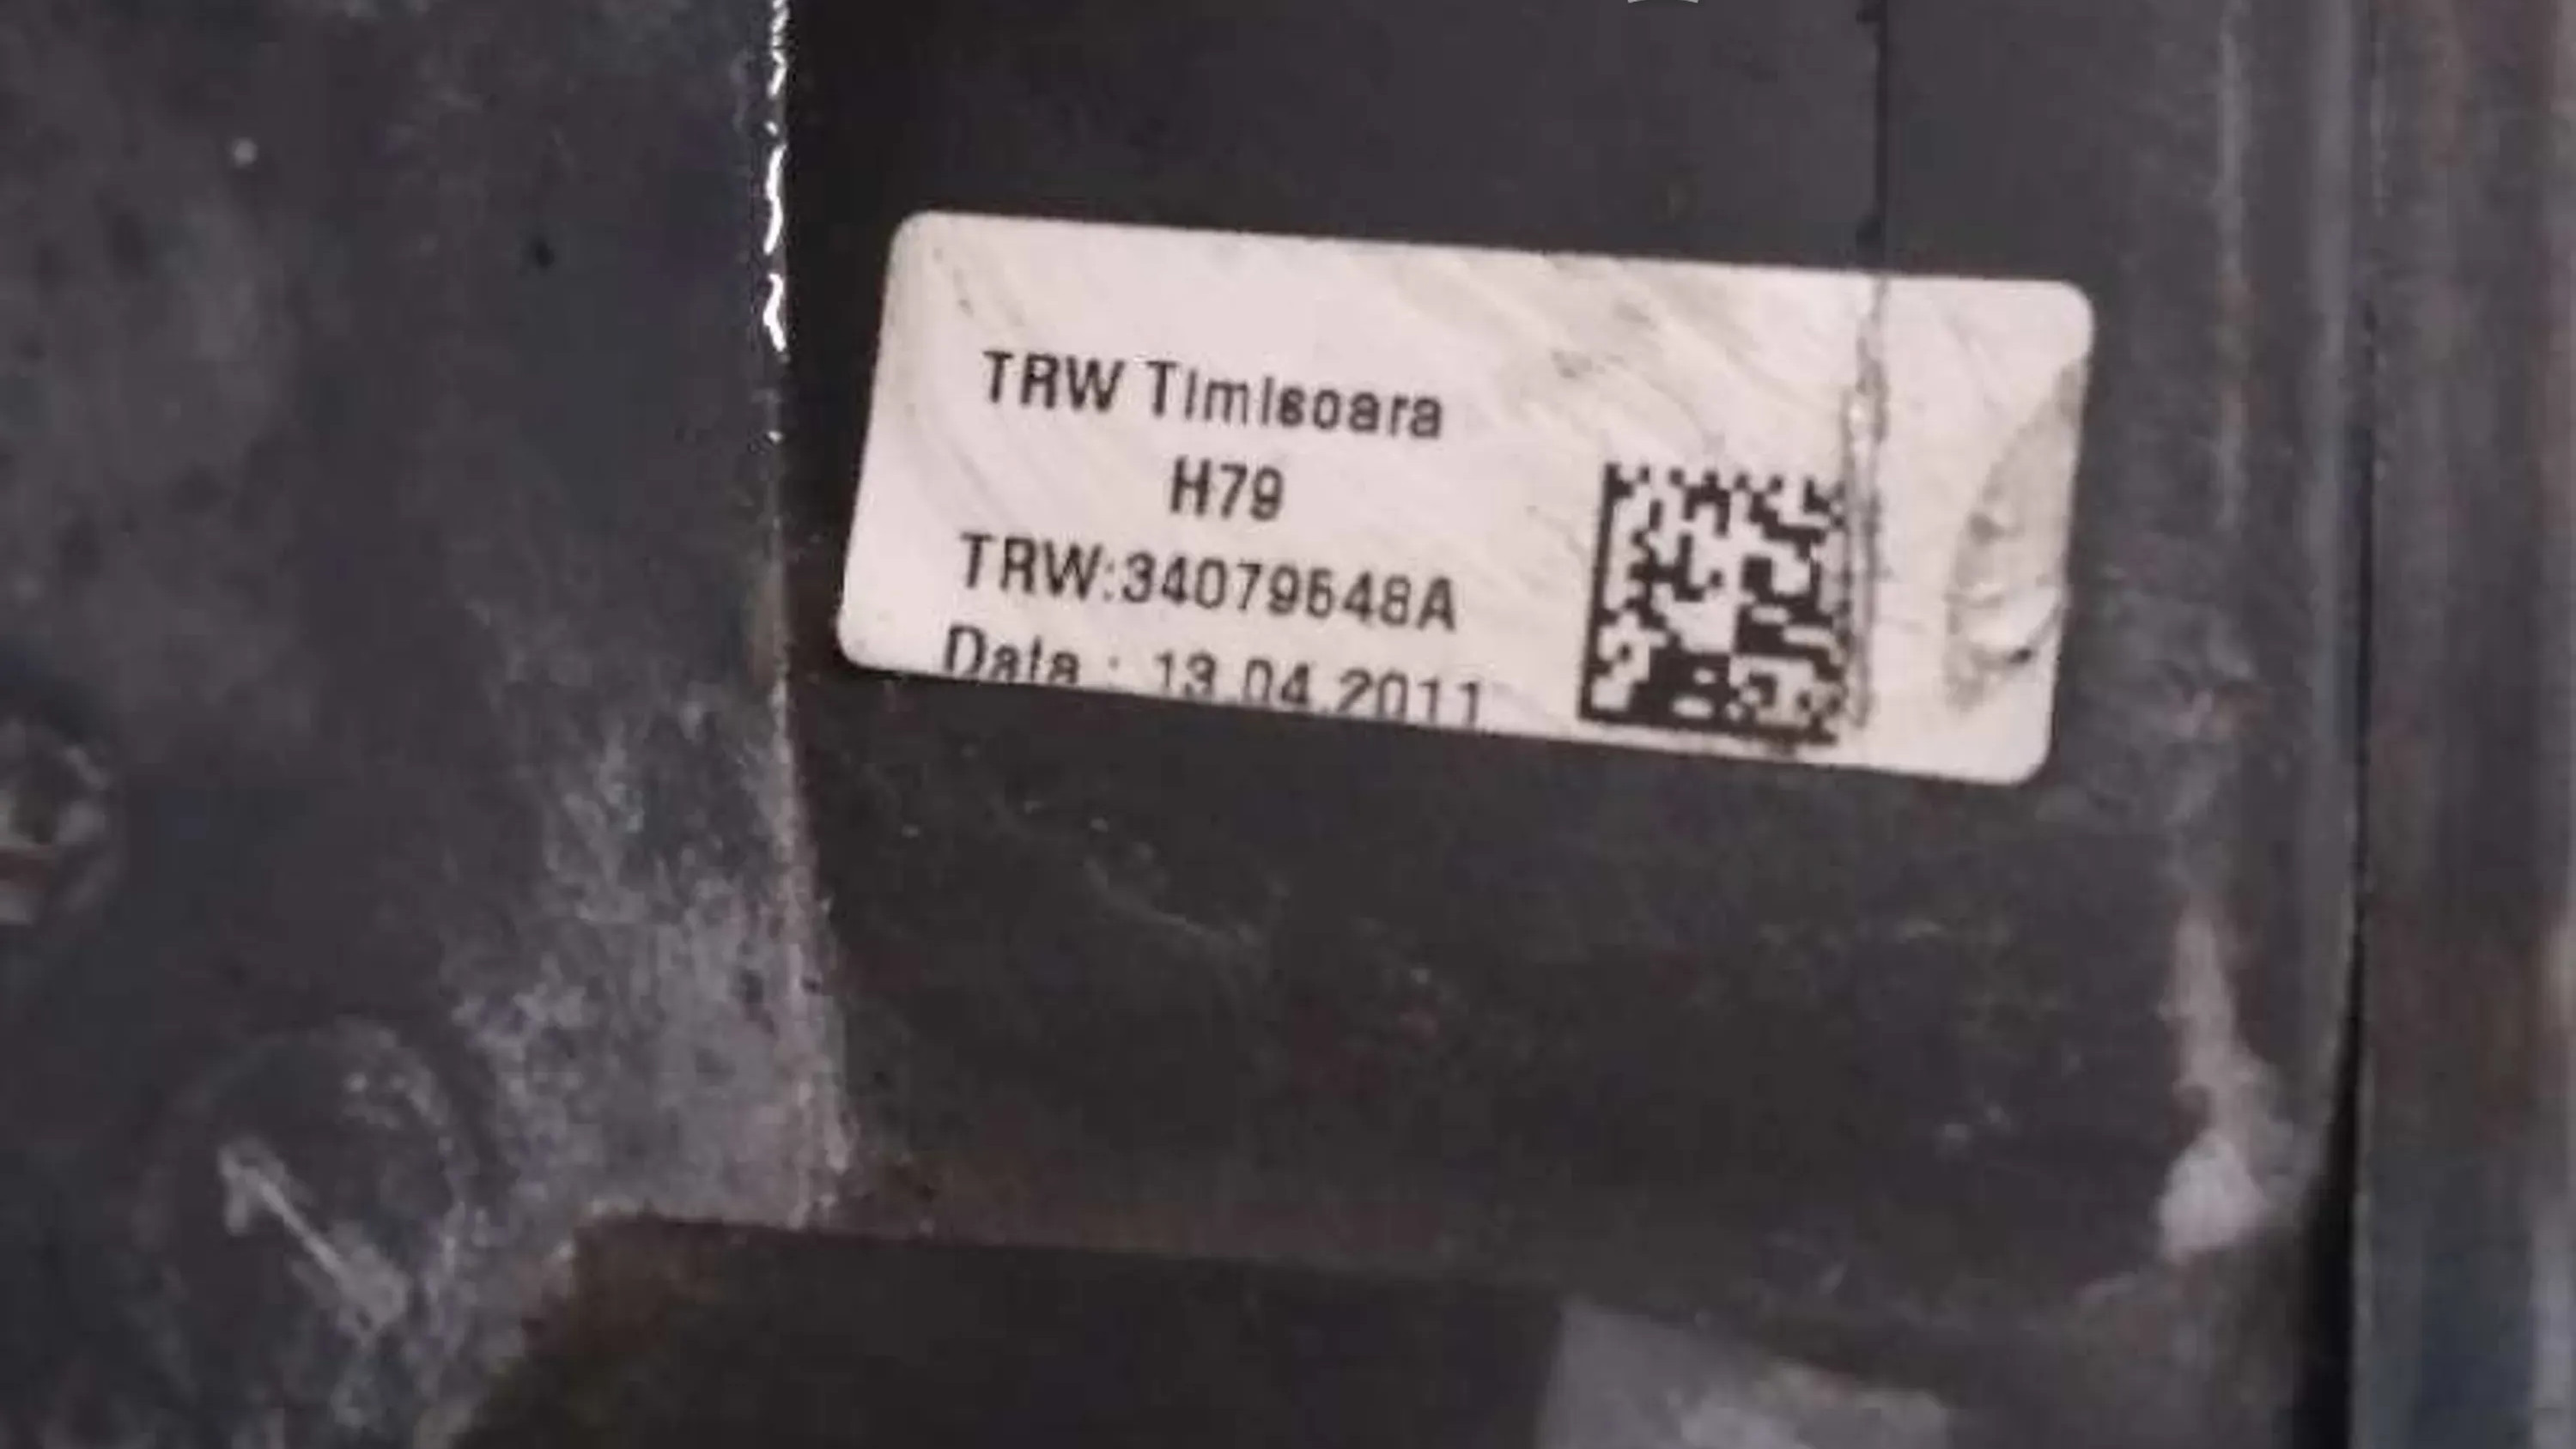 TRW Timisoara
H79
TRW:34079548A
Data : 13.04.2011